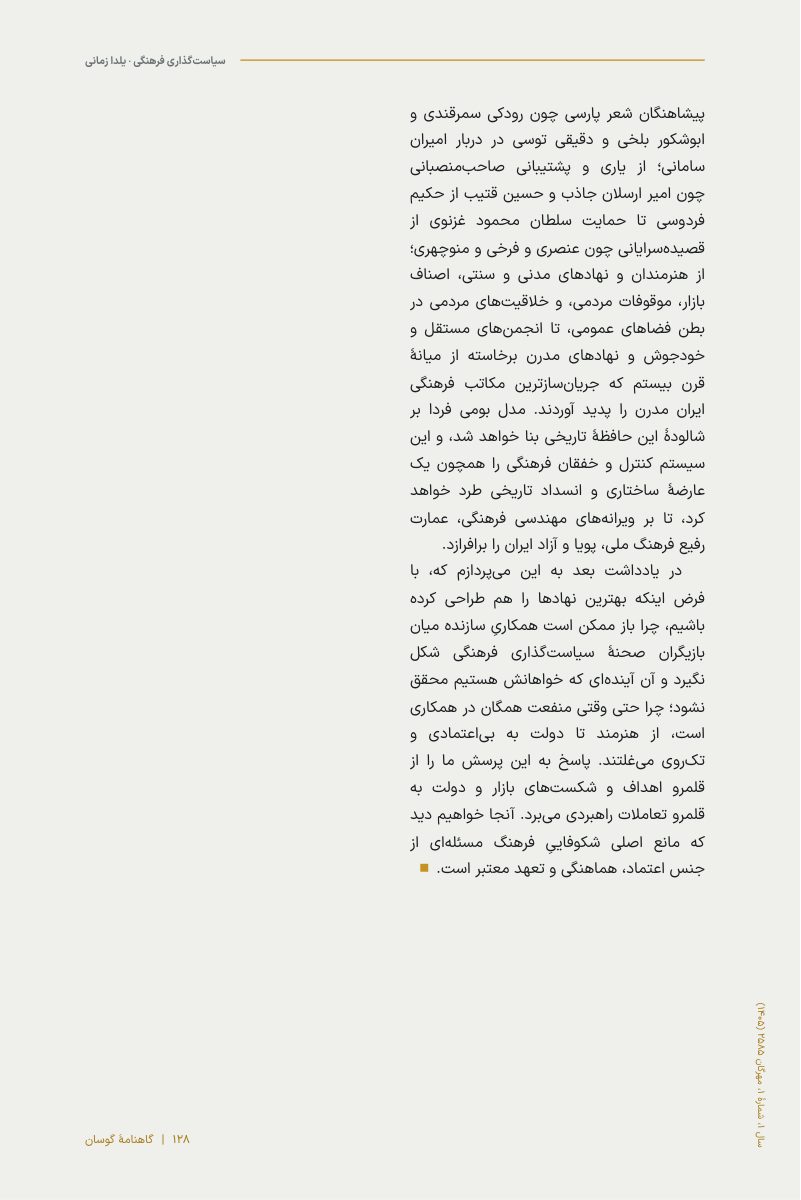 سیاست‌گذاری فرهنگی · یلدا زمانی
پیشاهنگان شعر پارسی چون رودکی سمرقندی و
ابوشکور بلخی و دقیقی توسی در دربار امیران
سامانی؛ از یاری و پشتیبانی صاحب‌منصبانی
چون امیر ارسلان جاذب و حسین قتیب از حکیم
فردوسی تا حمایت سلطان محمود غزنوی از
قصیده‌سرایانی چون عنصری و فرخی و منوچهری؛
از هنرمندان و نهادهای مدنی و سنتی، اصناف
بازار، موقوفات مردمی، و خلاقیت‌های مردمی در
بطن فضاهای عمومی، تا انجمن‌های مستقل و
خودجوش و نهادهای مدرن برخاسته از میانهٔ
قرن بیستم که جریان‌سازترین مکاتب فرهنگی
ایران مدرن را پدید آوردند. مدل بومی فردا بر
شالودهٔ این حافظهٔ تاریخی بنا خواهد شد، و این
سیستم کنترل و خفقان فرهنگی را همچون یک
عارضهٔ ساختاری و انسداد تاریخی طرد خواهد
کرد، تا بر ویرانه‌های مهندسی فرهنگی، عمارت
رفیع فرهنگ ملی، پویا و آزاد ایران را برافرازد.
در یادداشت بعد به این می‌پردازم که، با
فرض اینکه بهترین نهادها را هم طراحی کرده
باشیم، چرا باز ممکن است همکاریِ سازنده میان
بازیگران صحنهٔ سیاست‌گذاری فرهنگی شکل
نگیرد و آن آینده‌ای که خواهانش هستیم محقق
نشود؛ چرا حتی وقتی منفعت همگان در همکاری
است، از هنرمند تا دولت به بی‌اعتمادی و
تک‌روی می‌غلتند. پاسخ به این پرسش ما را از
قلمرو اهداف و شکست‌های بازار و دولت به
قلمرو تعاملات راهبردی می‌برد. آنجا خواهیم دید
که مانع اصلی شکوفاییِ فرهنگ مسئله‌ای از
جنس اعتماد، هماهنگی و تعهد معتبر است.
سال ۱، شمارهٔ ۱، مهرگان ۲۵۸۵ (۱۴۰۵)
۱۲۸ | گاهنامهٔ گوسان